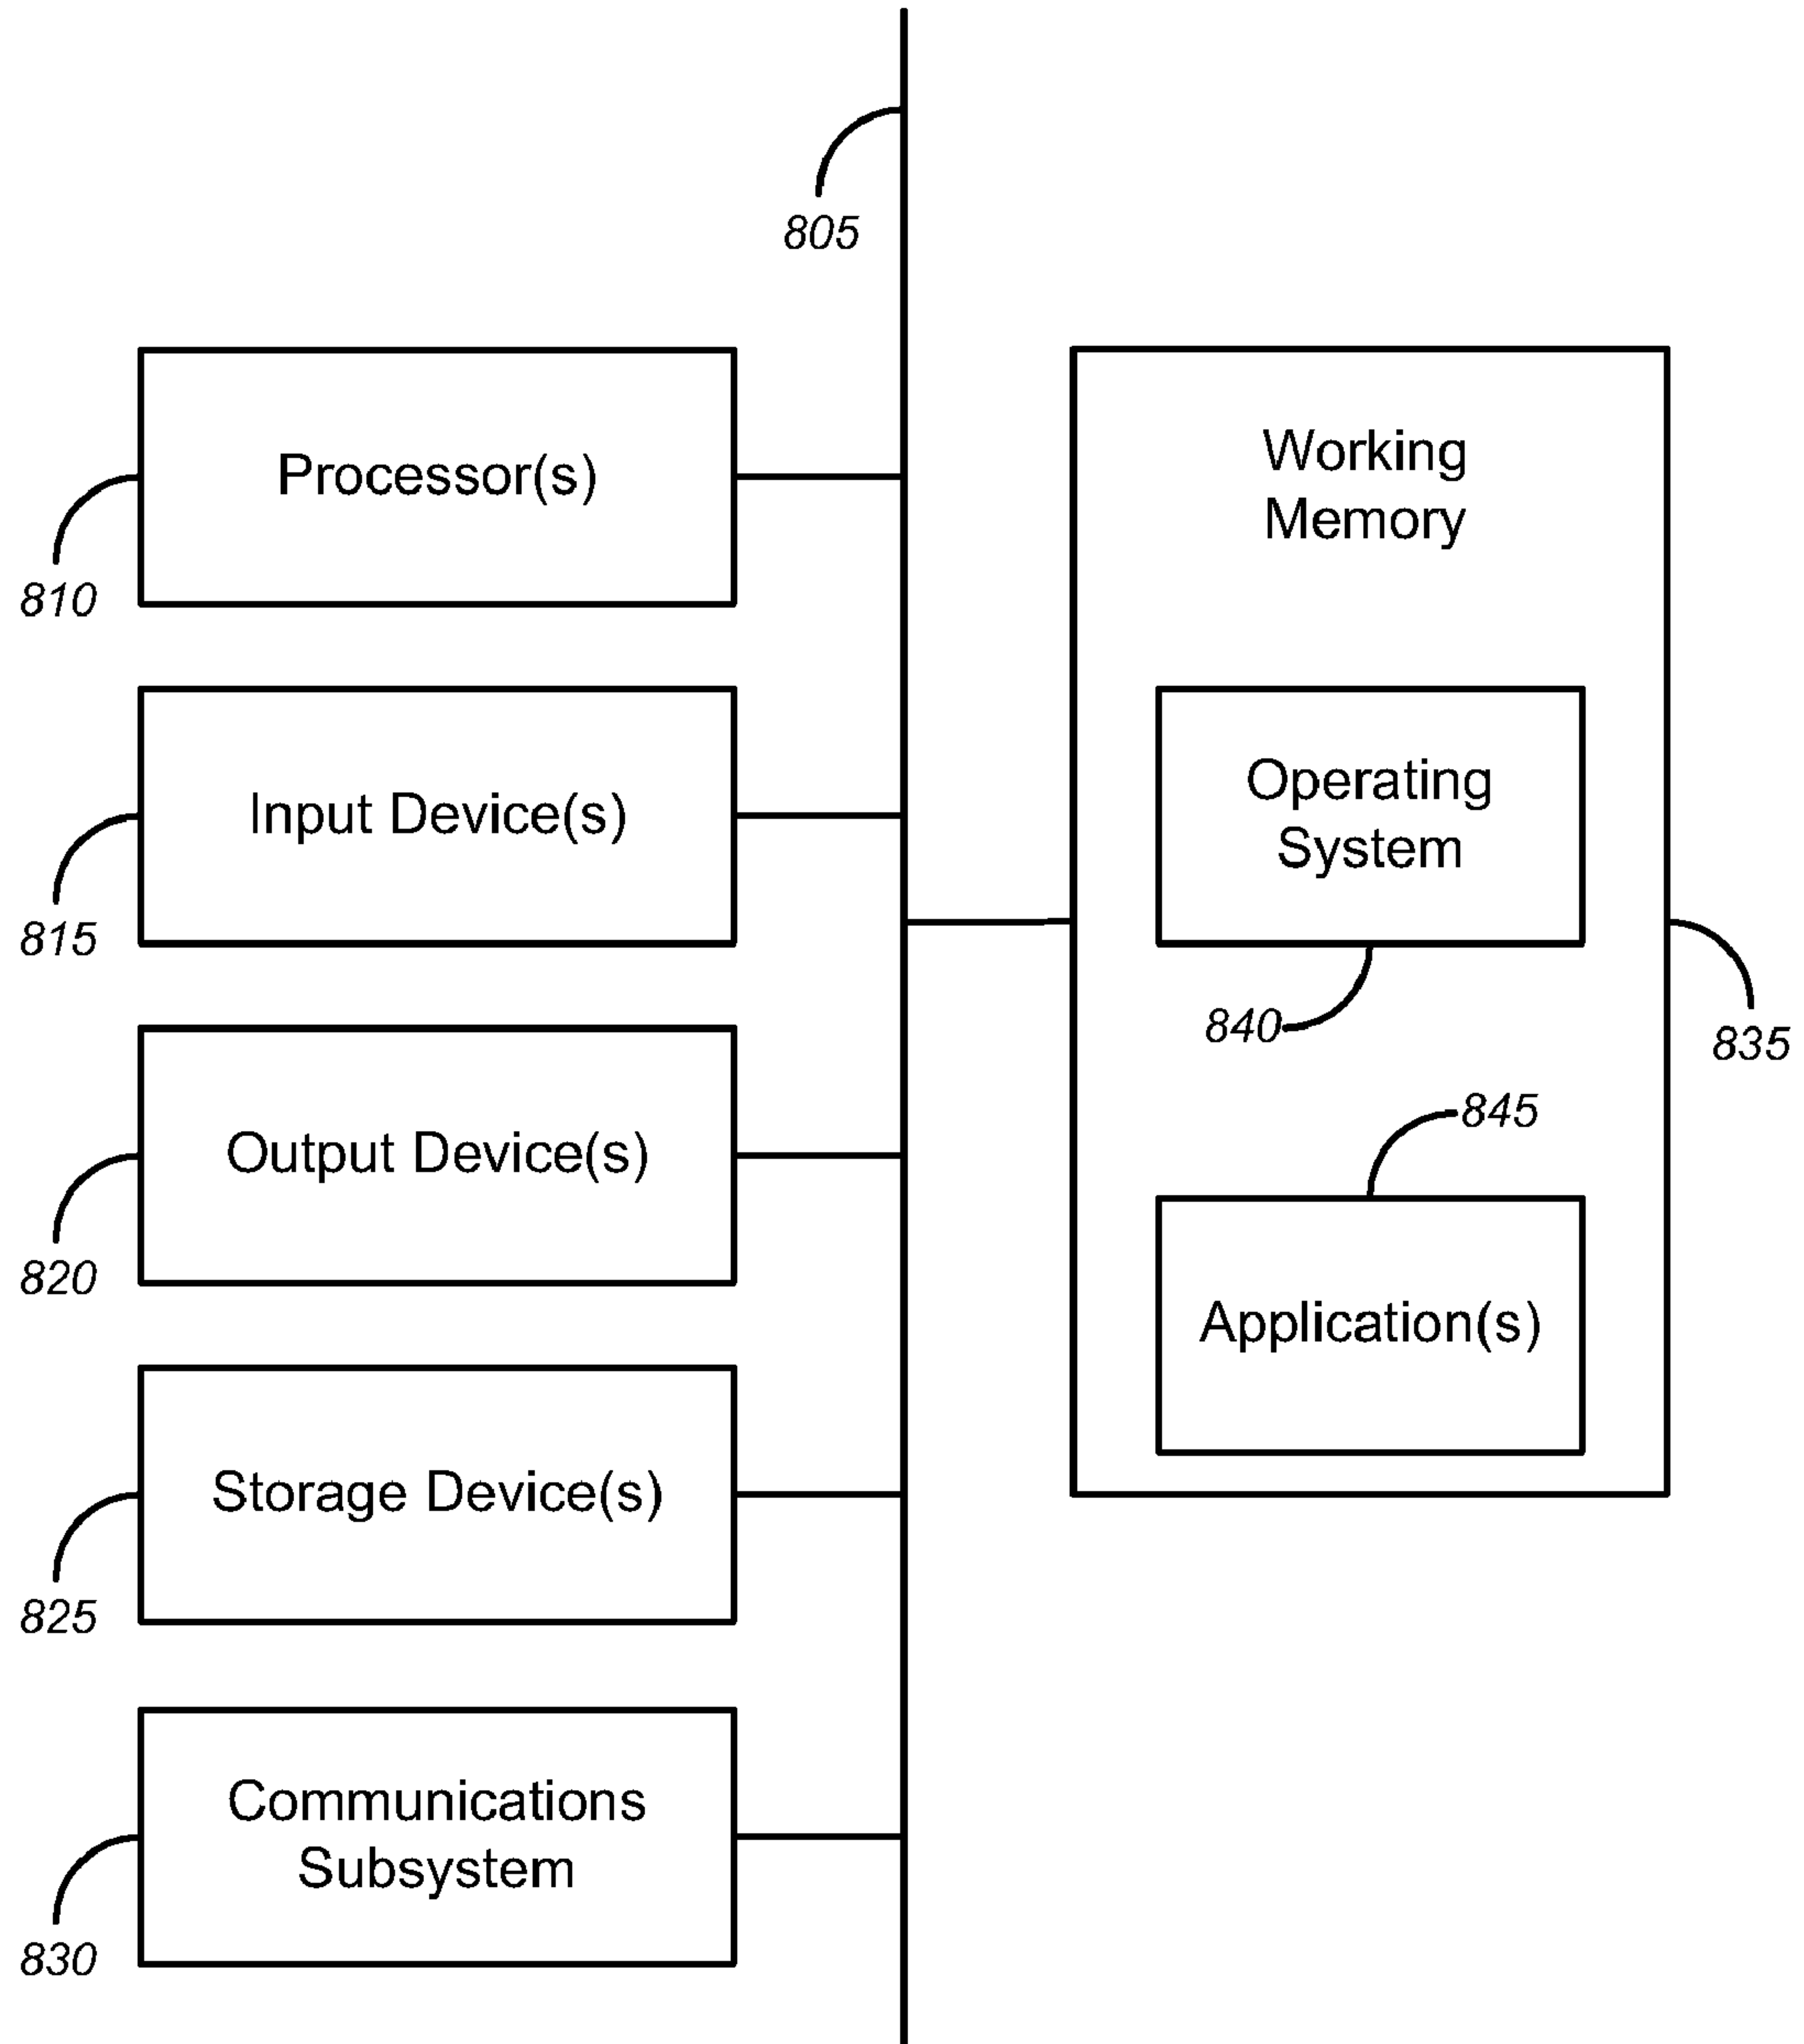 805
Processor(s)
810
Input Device(s)
815
Output Device(s)
820
Storage Device(s)
825
Communications
Subsystem
830
Working
Memory
Operating
System
840
835
845
Application(s)